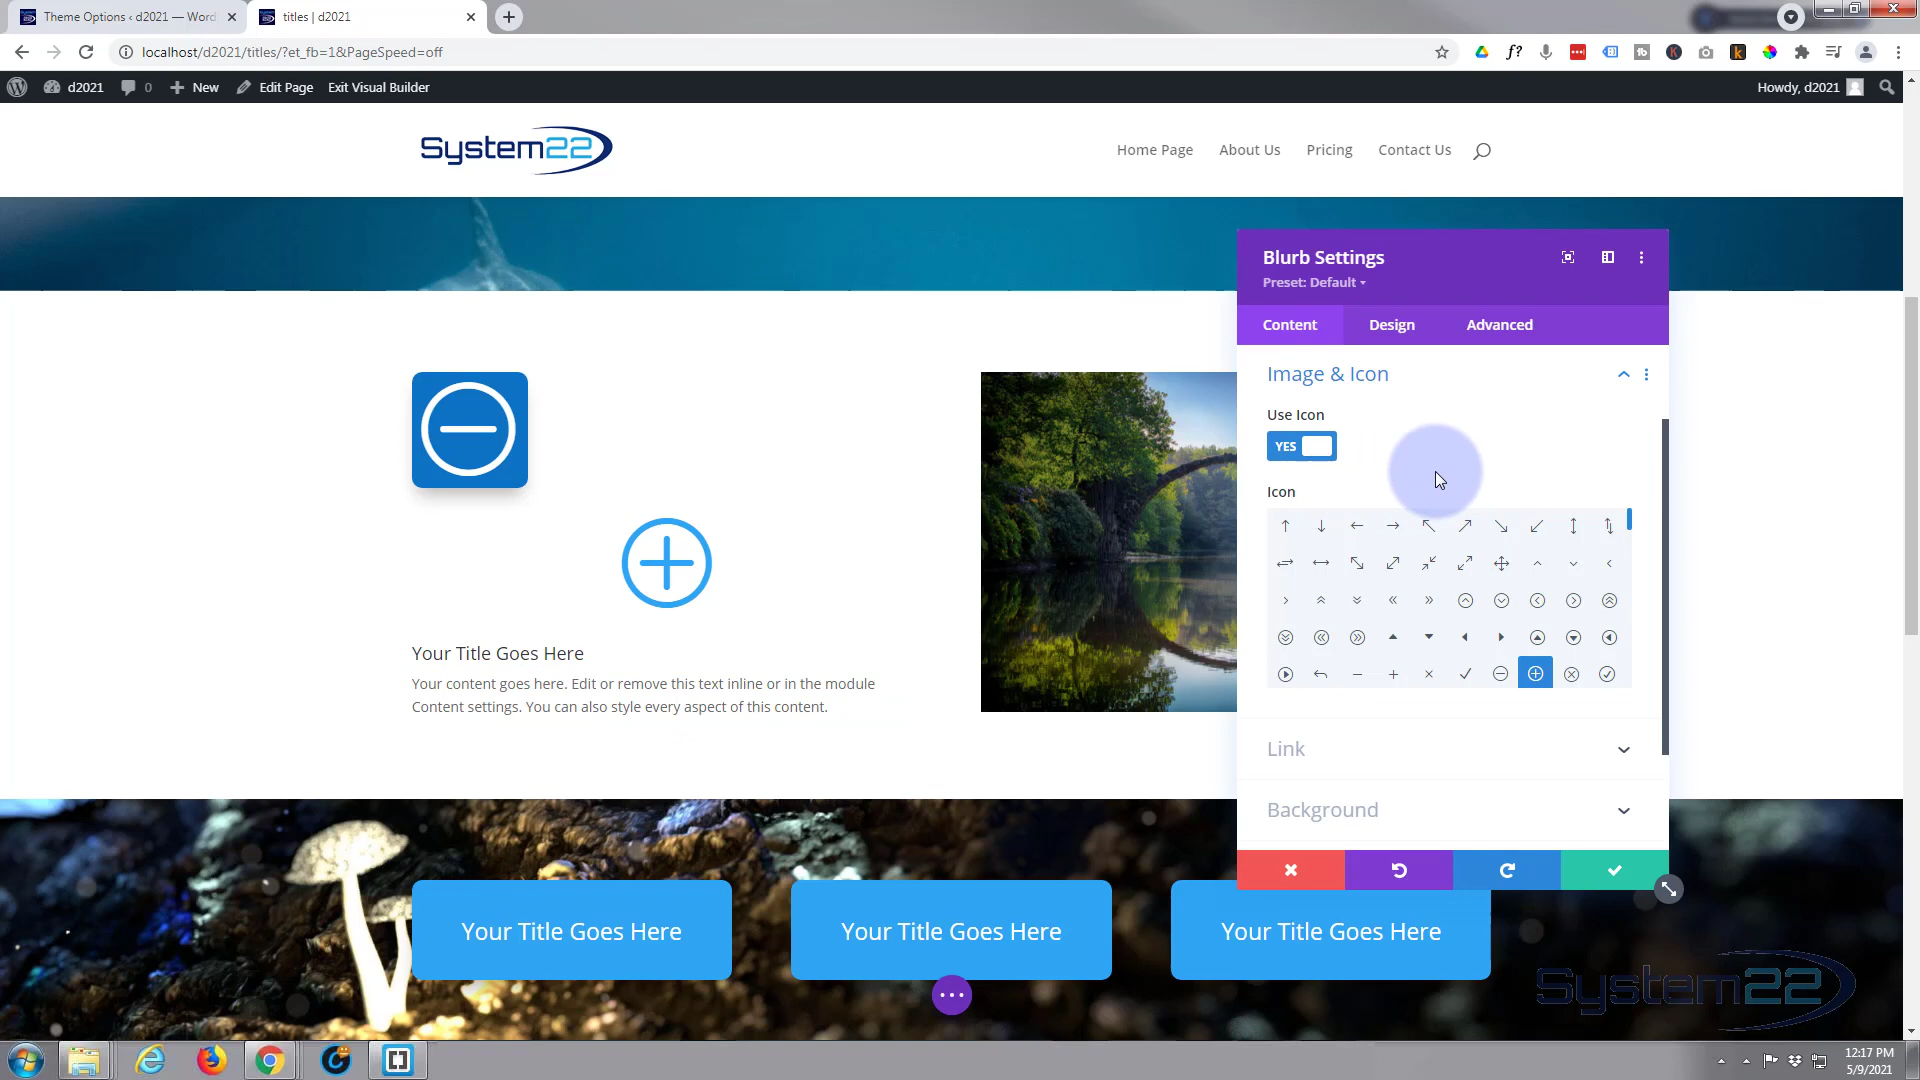 Theme Options ‹ d2021 — Word
titles | d2021
localhost/d2021/titles/?et_fb=1&PageSpeed=off
d2021
0
New
Edit Page
Exit Visual Builder
Howdy, d2021
System22
Home Page
About Us
Pricing
Contact Us
Blurb Settings
Preset: Default
Content
Design
Advanced
Image & Icon
Use Icon
YES
Icon
Your Title Goes Here
Your content goes here. Edit or remove this text inline or in the module
Content settings. You can also style every aspect of this content.
Link
Background
Your Title Goes Here
Your Title Goes Here
Your Title Goes Here
System22
12:17 PM
5/9/2021